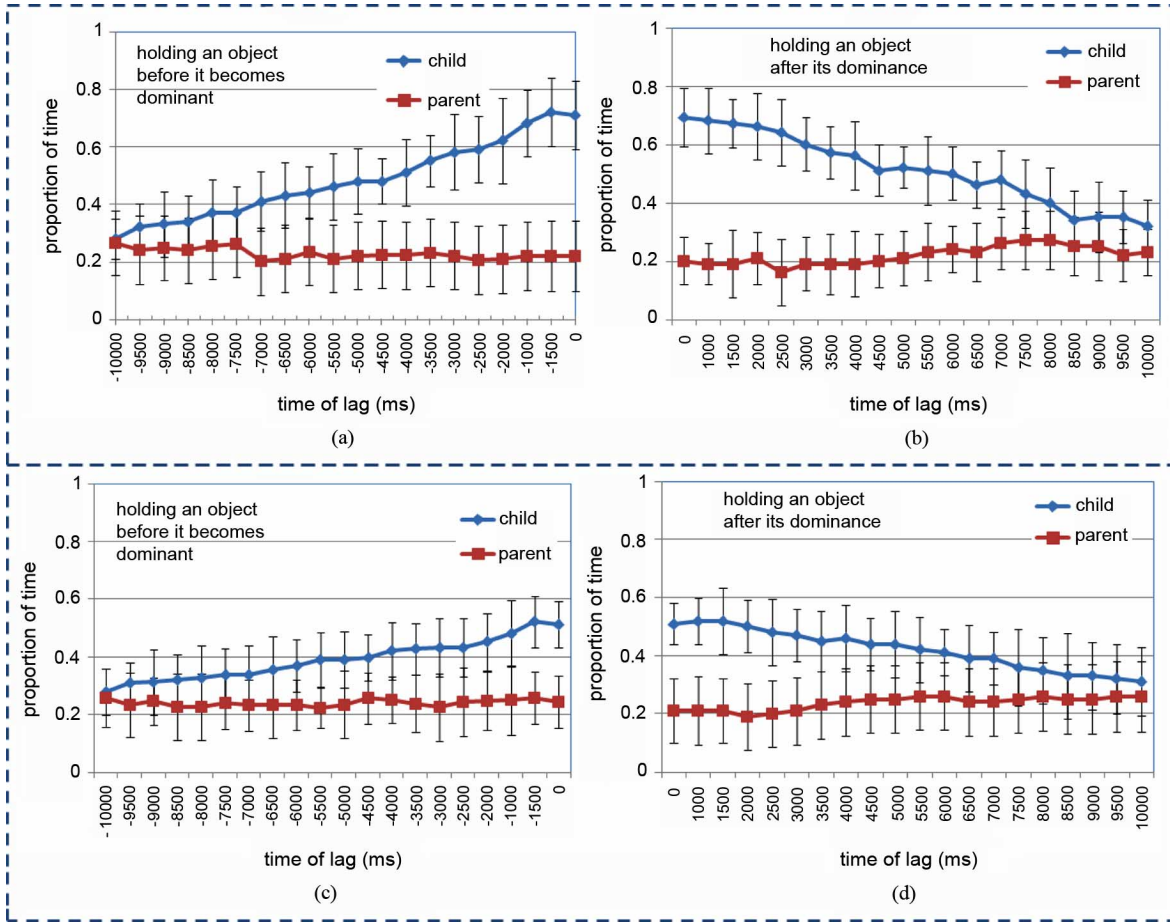 holding an object
before it becomes
dominant
child
parent
proportion of time
1
0.8
0.6
0.4
0.2
0
-10000 -9500 -9000 -8500 -8000 -7500 -7000 -6500 -6000 -5500 -5000 -4500 -4000 -3500 -3000 -2500 -2000 -1000 -1500 0
time of lag (ms)
(a)
holding an object
after its dominance
child
parent
proportion of time
1
0.8
0.6
0.4
0.2
0
0 1000 1500 2000 2500 3000 3500 4000 4500 5000 5500 6000 6500 7000 7500 8000 8500 9000 9500 10000
time of lag (ms)
(b)
holding an object
before it becomes
dominant
child
parent
proportion of time
1
0.8
0.6
0.4
0.2
0
-10000 -9500 -9000 -8500 -8000 -7500 -7000 -6500 -6000 -5500 -5000 -4500 -4000 -3500 -3000 -2500 -2000 -1000 -1500 0
time of lag (ms)
(c)
holding an object
after its dominance
child
parent
proportion of time
1
0.8
0.6
0.4
0.2
0
0 1000 1500 2000 2500 3000 3500 4000 4500 5000 5500 6000 6500 7000 7500 8000 8500 9000 9500 10000
time of lag (ms)
(d)